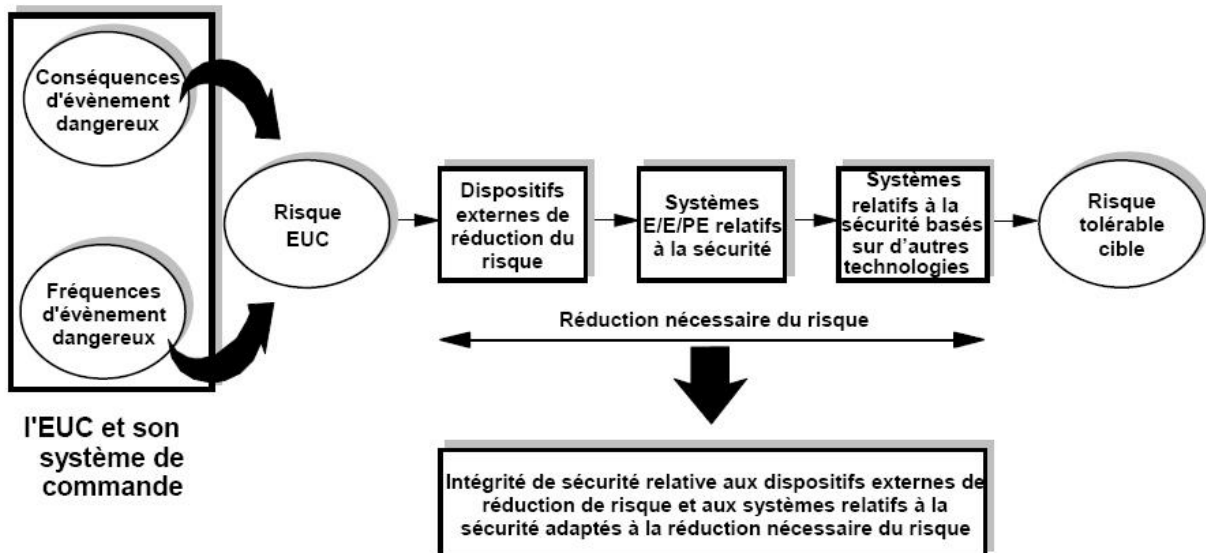 Conséquences
d'évènement
dangereux
Fréquences
d'évènement
dangereux
l'EUC et son
système de
commande
Risque
EUC
Dispositifs
externes de
réduction du
risque
Systèmes
E/E/PE relatifs
à la sécurité
Systèmes
relatifs à la
sécurité basés
sur d'autres
technologies
Risque
tolérable
cible
Réduction nécessaire du risque
Intégrité de sécurité relative aux dispositifs externes de
réduction de risque et aux systèmes relatifs à la
sécurité adaptés à la réduction nécessaire du risque